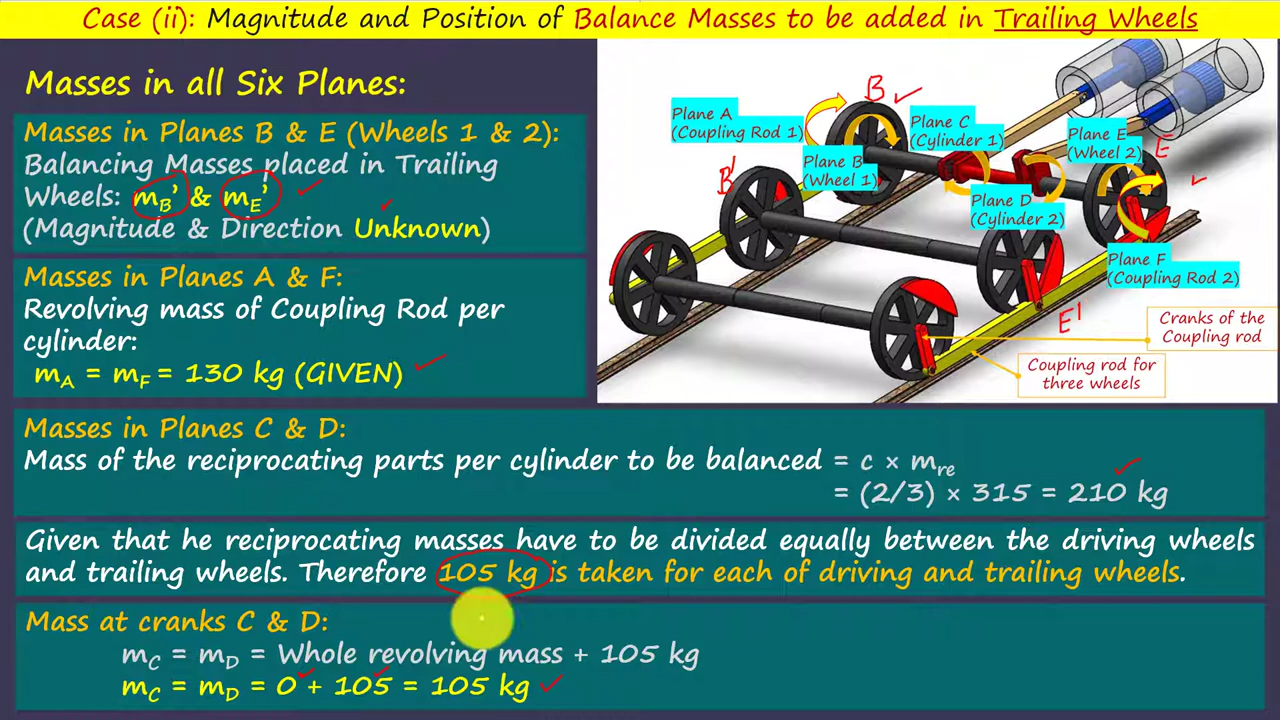 Case (ii): Magnitude and Position of Balance Masses to be added in Trailing Wheels
Masses in all Six Planes:
Masses in Planes B & E (Wheels 1 & 2):
Balancing Masses placed in Trailing
Wheels: mB' & mE'
(Magnitude & Direction Unknown)
Masses in Planes A & F:
Revolving mass of Coupling Rod per
cylinder:
mA = mF = 130 kg (GIVEN)
B
Plane A
(Coupling Rod 1)
Plane C
(Cylinder 1)
Plane E
(Wheel 2)
E
B'
Plane B
(Wheel 1)
Plane D
(Cylinder 2)
Plane F
(Coupling Rod 2)
E'
Cranks of the
Coupling rod
Coupling rod for
three wheels
Masses in Planes C & D:
Mass of the reciprocating parts per cylinder to be balanced = c × mre
= (2/3) × 315 = 210 kg
Given that he reciprocating masses have to be divided equally between the driving wheels
and trailing wheels. Therefore 105 kg is taken for each of driving and trailing wheels.
Mass at cranks C & D:
mC = mD = Whole revolving mass + 105 kg
mC = mD = 0 + 105 = 105 kg